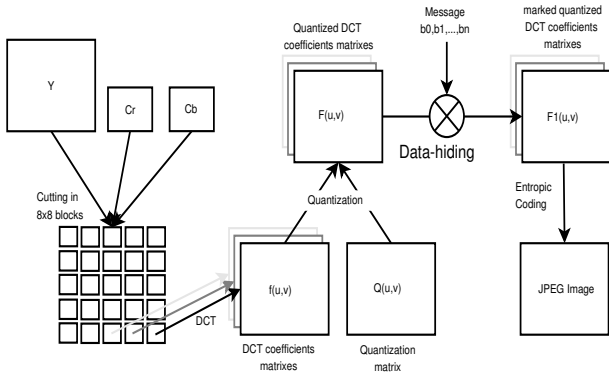 Y
Cr
Cb
Cutting in
8x8 blocks
DCT
f(u,v)
DCT coefficients
matrixes
Q(u,v)
Quantization
matrix
Quantization
Quantized DCT
coefficients matrixes
F(u,v)
Message
b0,b1,...,bn
Data-hiding
marked quantized
DCT coefficients
matrixes
F1(u,v)
Entropic
Coding
JPEG Image